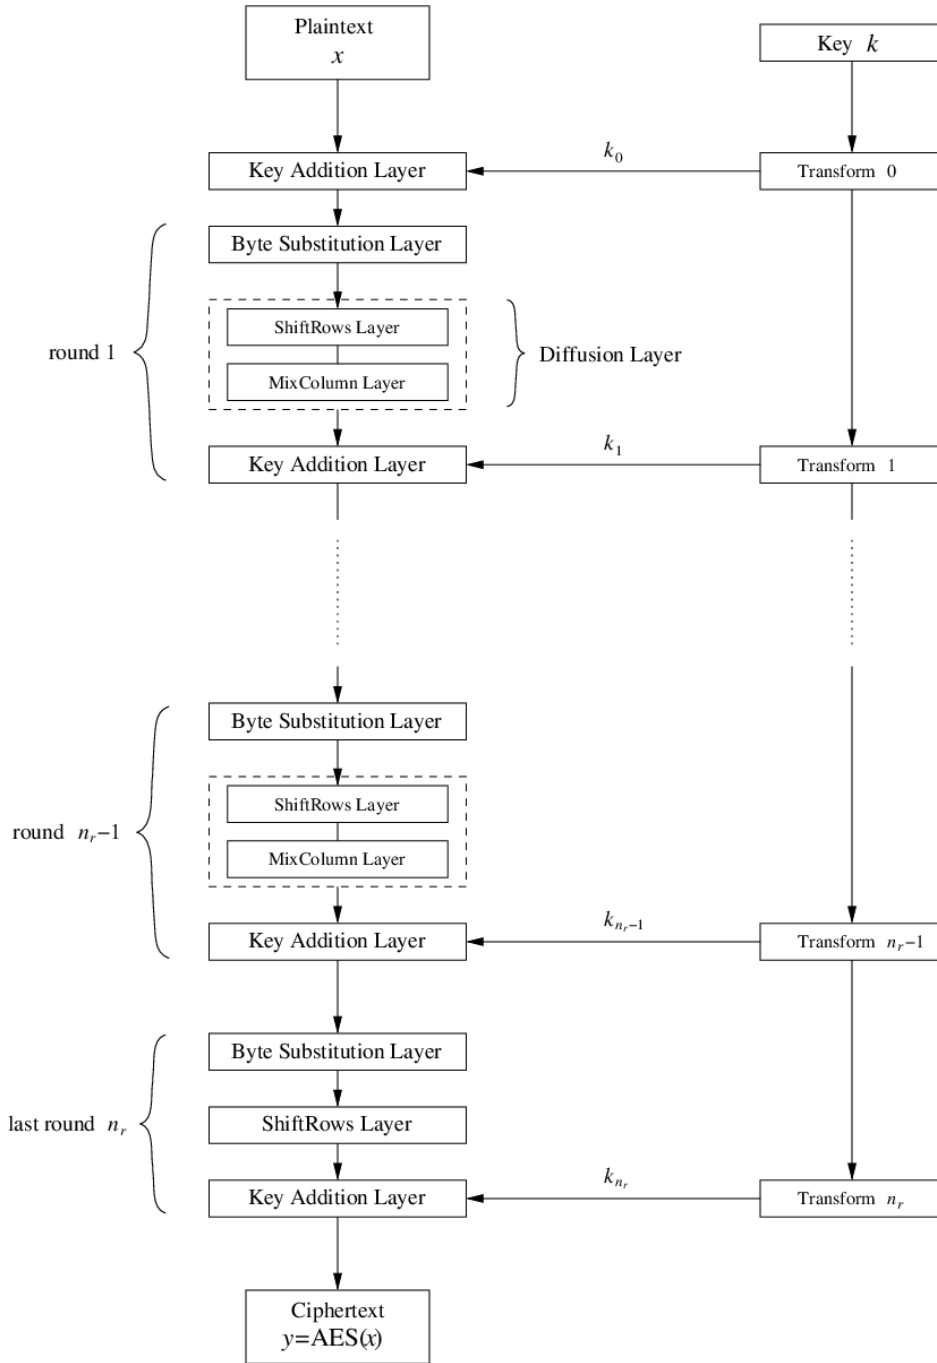 Plaintext
x
Key k
k₀
Key Addition Layer
Transform 0
Byte Substitution Layer
ShiftRows Layer
round 1
Diffusion Layer
MixColumn Layer
k₁
Key Addition Layer
Transform 1
Byte Substitution Layer
ShiftRows Layer
round nᵣ−1
MixColumn Layer
kₙᵣ₋₁
Key Addition Layer
Transform nᵣ−1
Byte Substitution Layer
last round nᵣ
ShiftRows Layer
kₙᵣ
Key Addition Layer
Transform nᵣ
Ciphertext
y=AES(x)